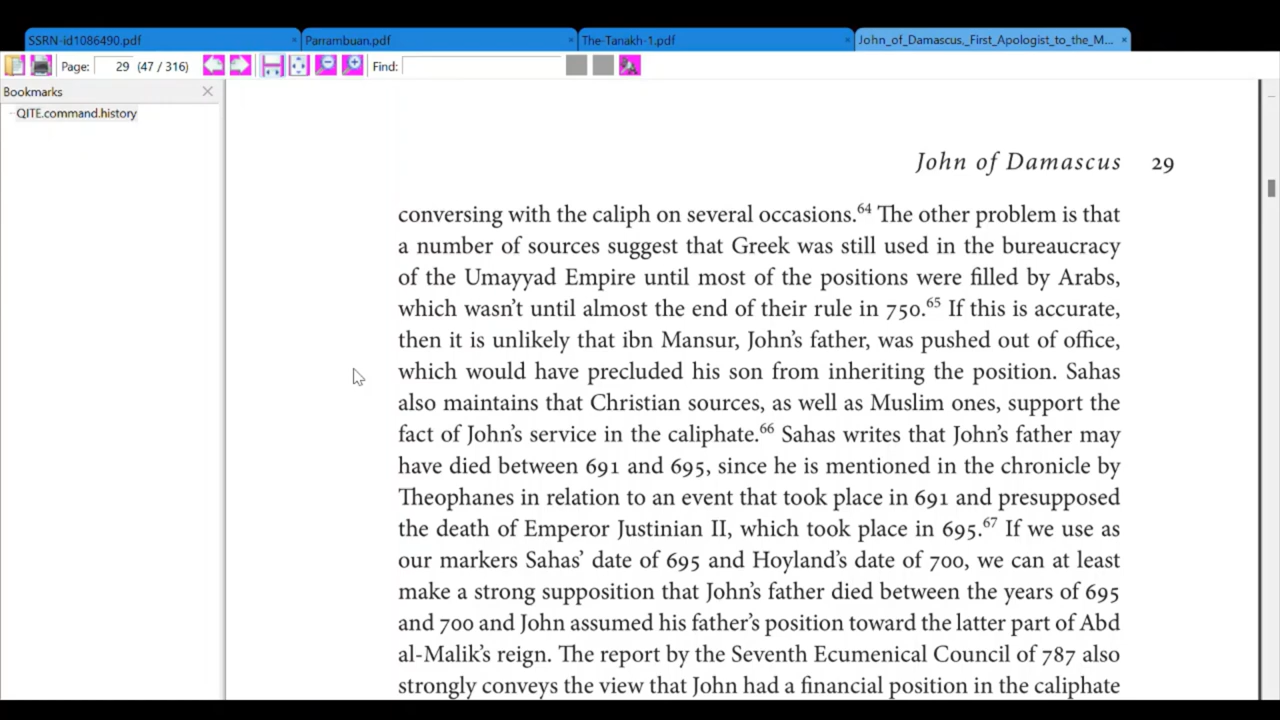 SSRN-id1086490.pdf × Parrambuan.pdf × The-Tanakh-1.pdf × John_of_Damascus,_First_Apologist_to_the_M... ×
Page: 29 (47 / 316) Find:
Bookmarks
QITE.command.history
John of Damascus 29
conversing with the caliph on several occasions.64 The other problem is that
a number of sources suggest that Greek was still used in the bureaucracy
of the Umayyad Empire until most of the positions were filled by Arabs,
which wasn’t until almost the end of their rule in 750.65 If this is accurate,
then it is unlikely that ibn Mansur, John’s father, was pushed out of office,
which would have precluded his son from inheriting the position. Sahas
also maintains that Christian sources, as well as Muslim ones, support the
fact of John’s service in the caliphate.66 Sahas writes that John’s father may
have died between 691 and 695, since he is mentioned in the chronicle by
Theophanes in relation to an event that took place in 691 and presupposed
the death of Emperor Justinian II, which took place in 695.67 If we use as
our markers Sahas’ date of 695 and Hoyland’s date of 700, we can at least
make a strong supposition that John’s father died between the years of 695
and 700 and John assumed his father’s position toward the latter part of Abd
al-Malik’s reign. The report by the Seventh Ecumenical Council of 787 also
strongly conveys the view that John had a financial position in the caliphate